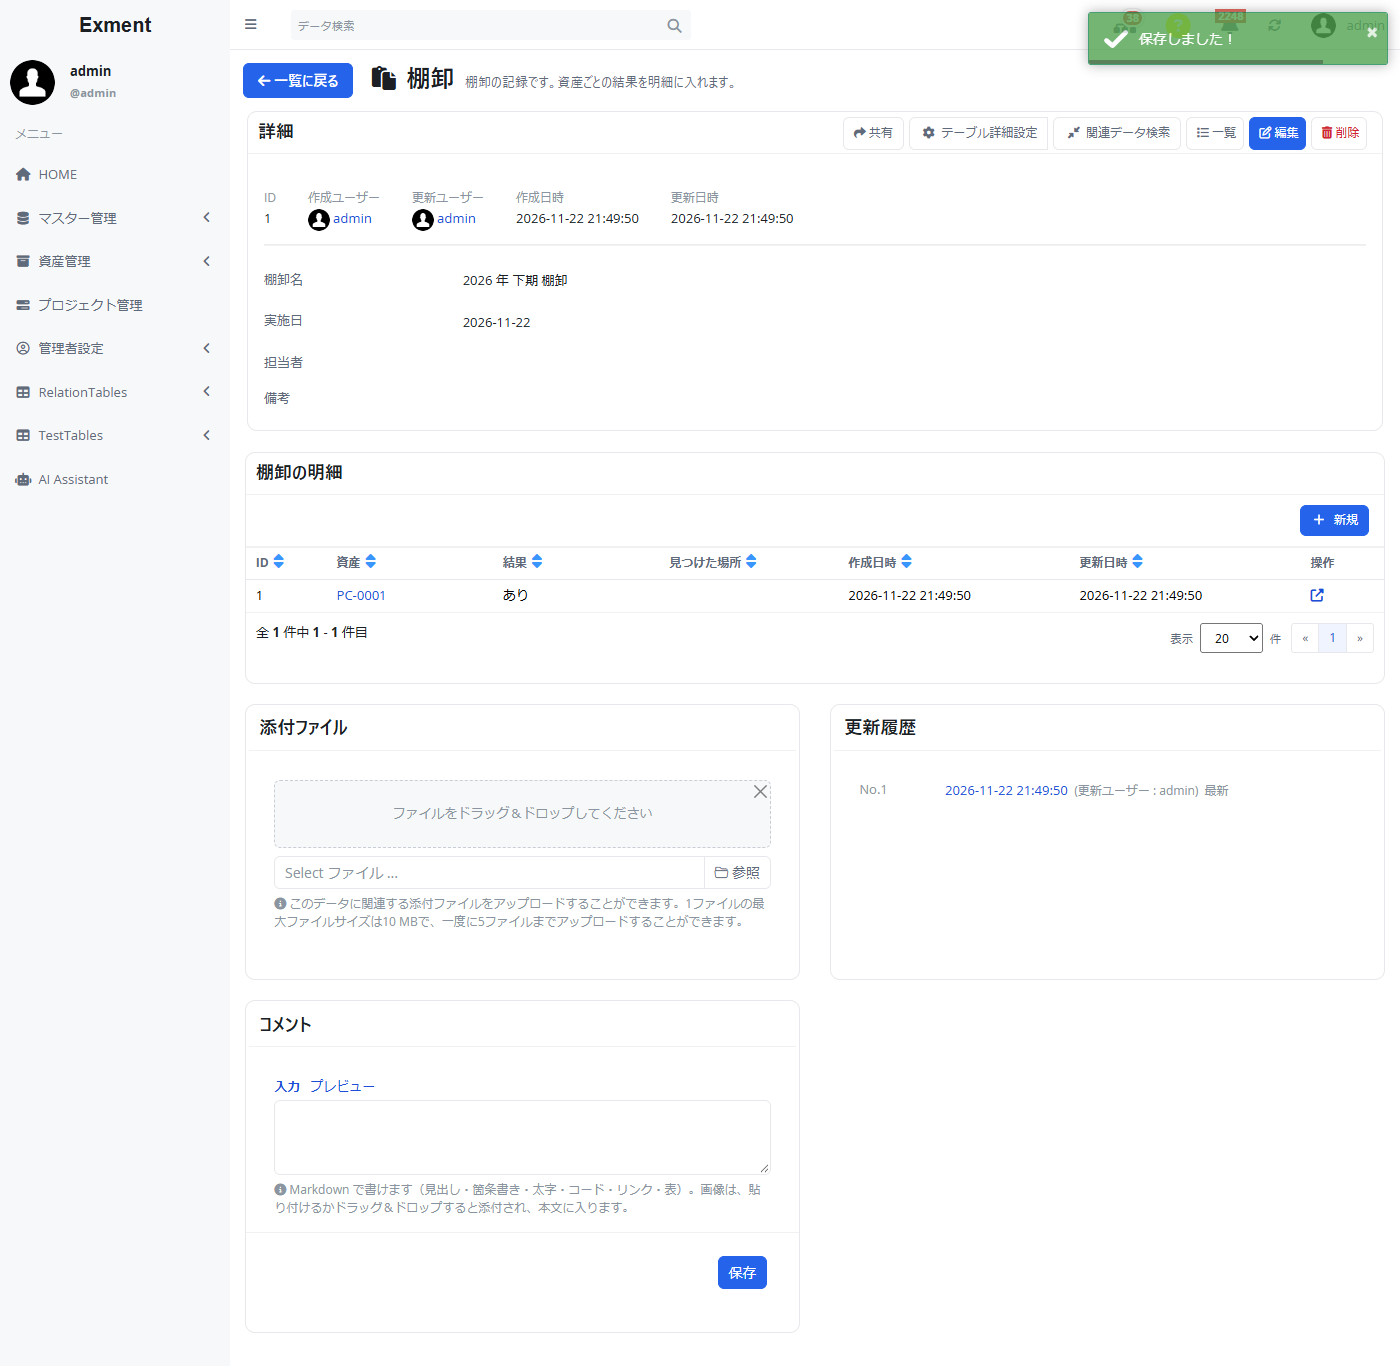 Exment
データ検索
38
2248
admin
保存しました！
admin
@admin
メニュー
HOME
マスター管理
資産管理
プロジェクト管理
管理者設定
RelationTables
TestTables
AI Assistant
一覧に戻る
棚卸 棚卸の記録です。資産ごとの結果を明細に入れます。
詳細
共有 テーブル詳細設定 関連データ検索 一覧 編集 削除
ID 作成ユーザー 更新ユーザー 作成日時 更新日時
1 admin admin 2026-11-22 21:49:50 2026-11-22 21:49:50
棚卸名 2026 年 下期 棚卸
実施日 2026-11-22
担当者
備考
棚卸の明細
新規
ID 資産 結果 見つけた場所 作成日時 更新日時 操作
1 PC-0001 あり 2026-11-22 21:49:50 2026-11-22 21:49:50
全 1 件中 1 - 1 件目
表示 20 件 « 1 »
添付ファイル
ファイルをドラッグ＆ドロップしてください
Select ファイル ... 参照
このデータに関連する添付ファイルをアップロードすることができます。1ファイルの最
大ファイルサイズは10 MBで、一度に5ファイルまでアップロードすることができます。
更新履歴
No.1 2026-11-22 21:49:50 (更新ユーザー : admin) 最新
コメント
入力 プレビュー
Markdown で書けます（見出し・箇条書き・太字・コード・リンク・表）。画像は、貼
り付けるかドラッグ＆ドロップすると添付され、本文に入ります。
保存